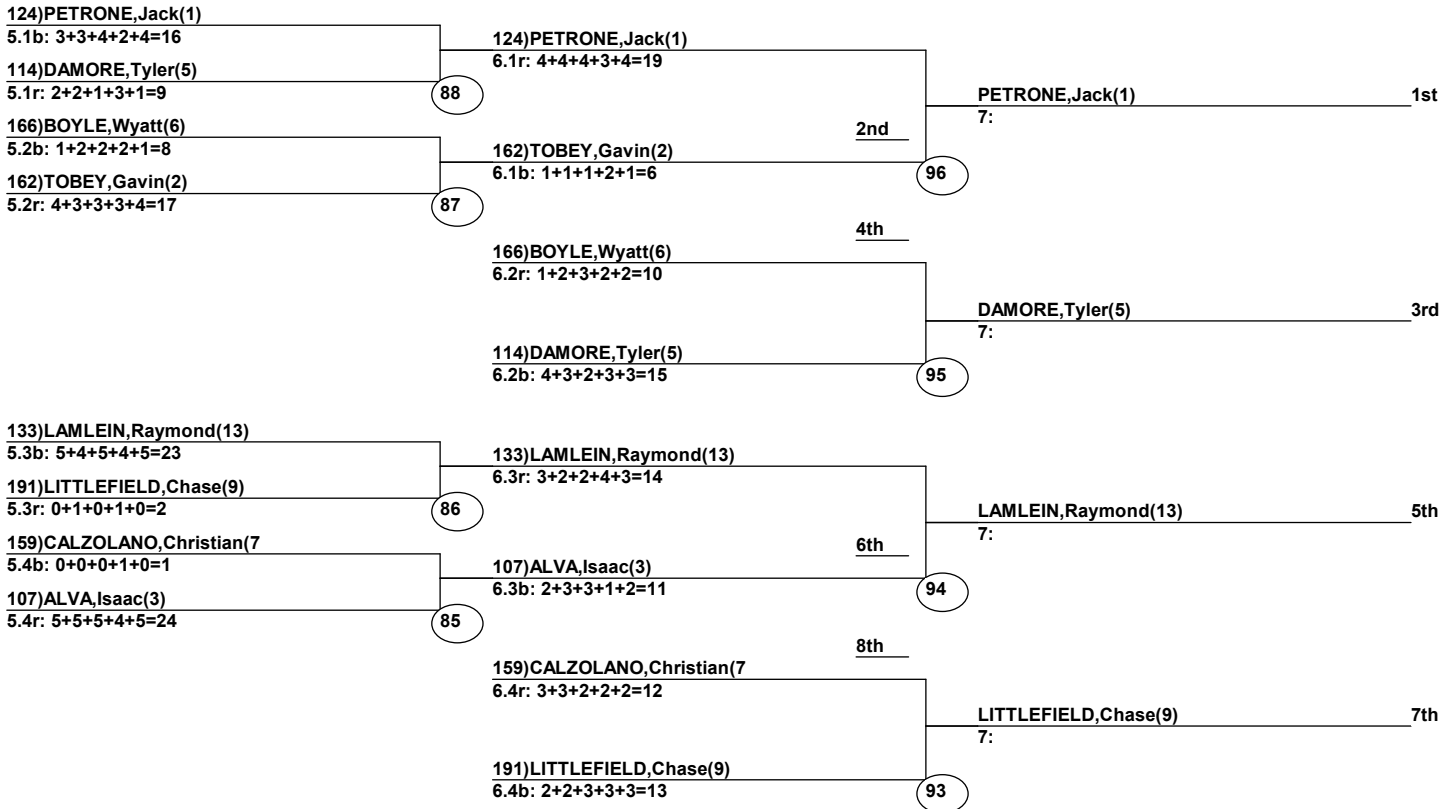 124)PETRONE,Jack(1)
5.1b: 3+3+4+2+4=16
114)DAMORE,Tyler(5)
5.1r: 2+2+1+3+1=9
88
166)BOYLE,Wyatt(6)
5.2b: 1+2+2+2+1=8
162)TOBEY,Gavin(2)
5.2r: 4+3+3+3+4=17
87
124)PETRONE,Jack(1)
6.1r: 4+4+4+3+4=19
162)TOBEY,Gavin(2)
6.1b: 1+1+1+2+1=6
2nd
96
PETRONE,Jack(1)
7:
1st
4th
166)BOYLE,Wyatt(6)
6.2r: 1+2+3+2+2=10
114)DAMORE,Tyler(5)
6.2b: 4+3+2+3+3=15
95
DAMORE,Tyler(5)
7:
3rd
133)LAMLEIN,Raymond(13)
5.3b: 5+4+5+4+5=23
191)LITTLEFIELD,Chase(9)
5.3r: 0+1+0+1+0=2
86
159)CALZOLANO,Christian(7
5.4b: 0+0+0+1+0=1
107)ALVA,Isaac(3)
5.4r: 5+5+5+4+5=24
85
133)LAMLEIN,Raymond(13)
6.3r: 3+2+2+4+3=14
107)ALVA,Isaac(3)
6.3b: 2+3+3+1+2=11
6th
94
LAMLEIN,Raymond(13)
7:
5th
8th
159)CALZOLANO,Christian(7
6.4r: 3+3+2+2+2=12
191)LITTLEFIELD,Chase(9)
6.4b: 2+2+3+3+3=13
93
LITTLEFIELD,Chase(9)
7:
7th